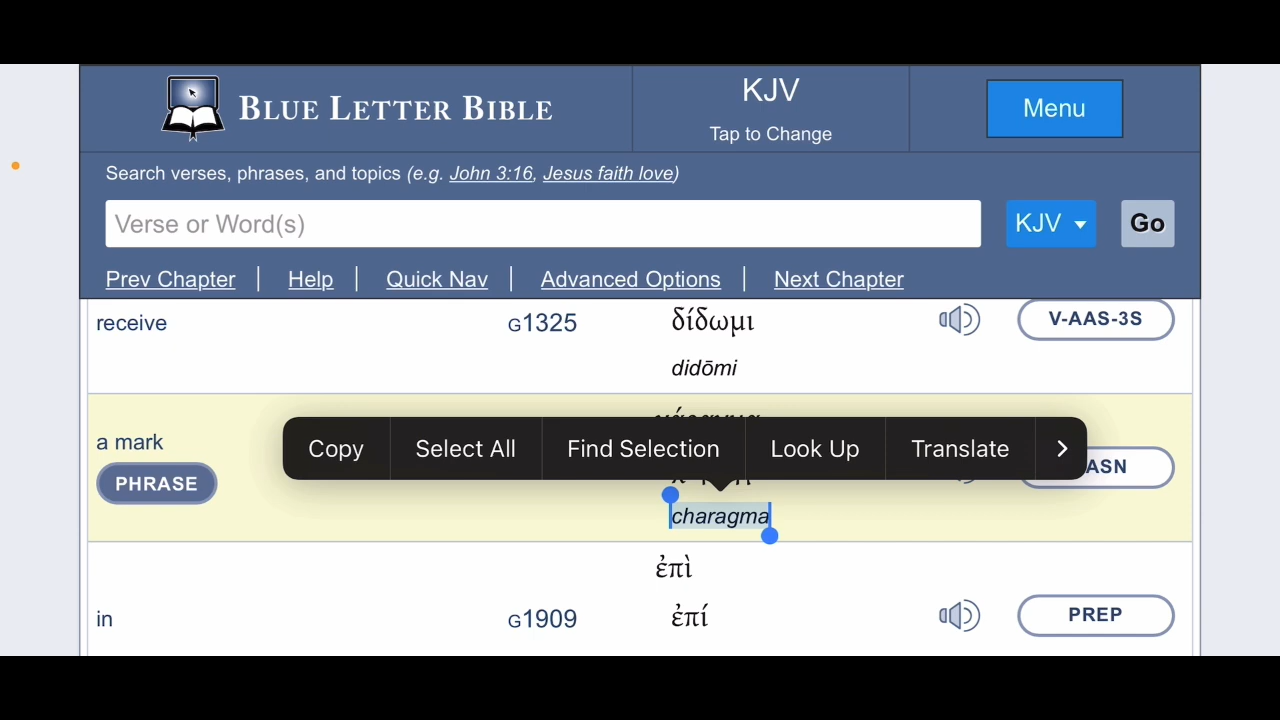 BLUE LETTER BIBLE
KJV
Tap to Change
Menu
Search verses, phrases, and topics (e.g. John 3:16, Jesus faith love)
Verse or Word(s)
KJV
Go
Prev Chapter | Help | Quick Nav | Advanced Options | Next Chapter
receive G1325 δίδωμι V-AAS-3S
didōmi
a mark
PHRASE
Copy Select All Find Selection Look Up Translate
ASN
charagma
ἐπὶ
in G1909 ἐπί PREP